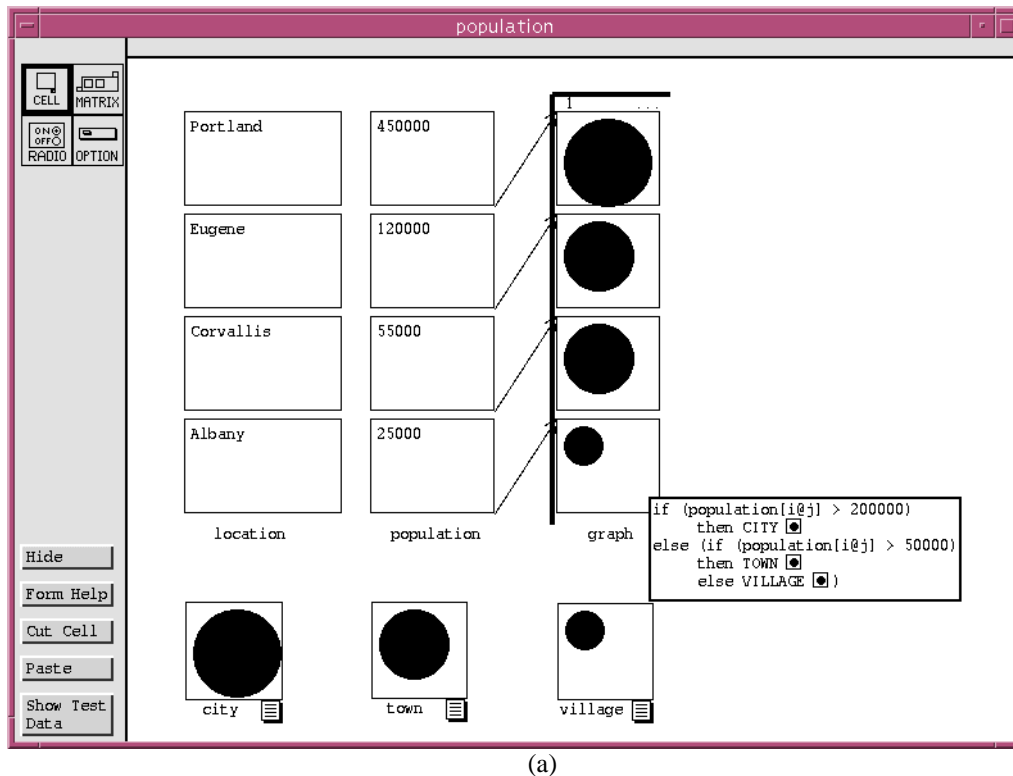 population
CELL MATRIX
ON OFF
RADIO OPTION
1 ...
Portland 450000
Eugene 120000
Corvallis 55000
Albany 25000
location population graph
if (population[i@j] > 200000)
then CITY
else (if (population[i@j] > 50000)
then TOWN
else VILLAGE )
Hide
Form Help
Cut Cell
Paste
Show Test
Data
city town village
(a)